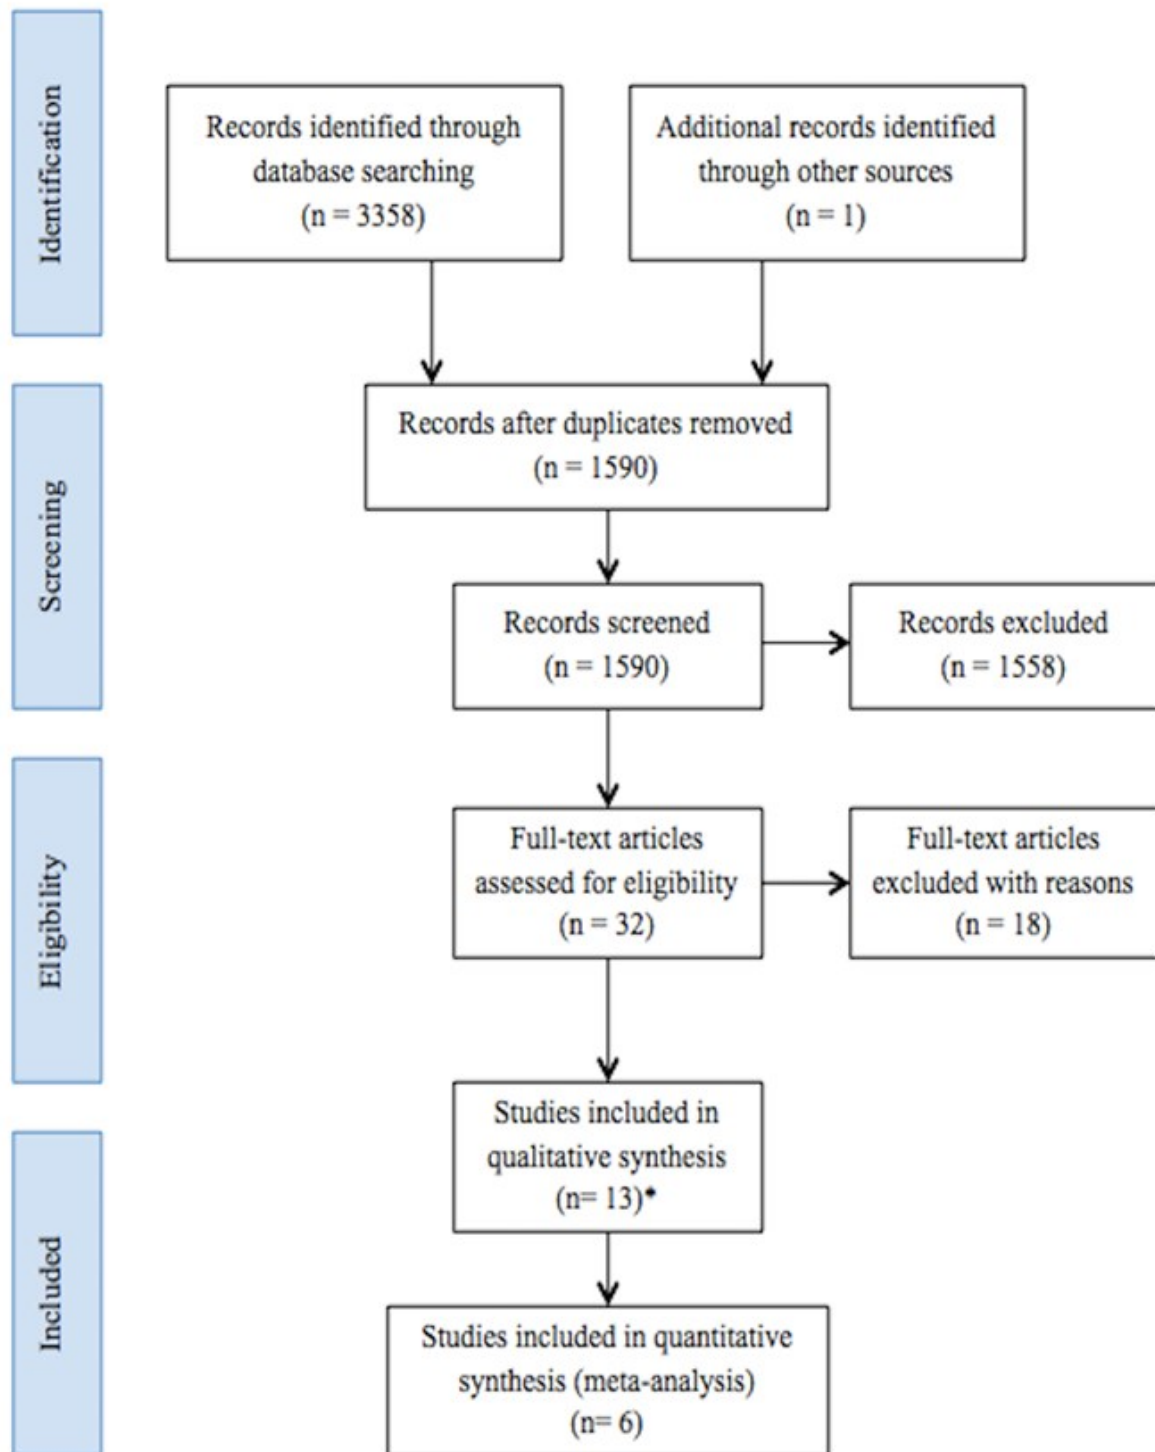 Identification
Records identified through
database searching
(n = 3358)
Additional records identified
through other sources
(n = 1)
Screening
Records after duplicates removed
(n = 1590)
Records screened
(n = 1590)
Records excluded
(n = 1558)
Eligibility
Full-text articles
assessed for eligibility
(n = 32)
Full-text articles
excluded with reasons
(n = 18)
Included
Studies included in
qualitative synthesis
(n= 13)*
Studies included in quantitative
synthesis (meta-analysis)
(n= 6)